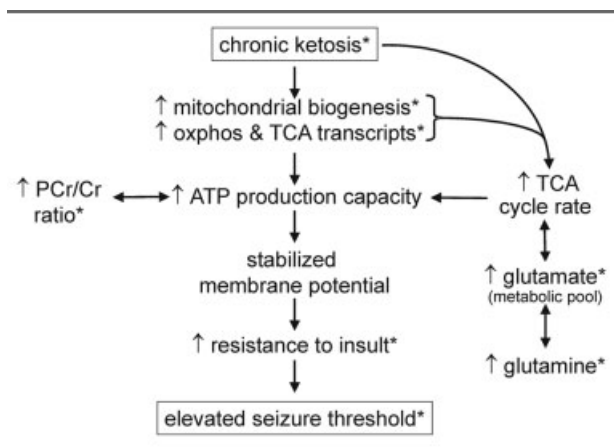 chronic ketosis*
↑ mitochondrial biogenesis*
↑ oxphos & TCA transcripts*
↑ PCr/Cr
ratio*
↑ ATP production capacity
↑ TCA
cycle rate
stabilized
membrane potential
↑ glutamate*
(metabolic pool)
↑ resistance to insult*
↑ glutamine*
elevated seizure threshold*